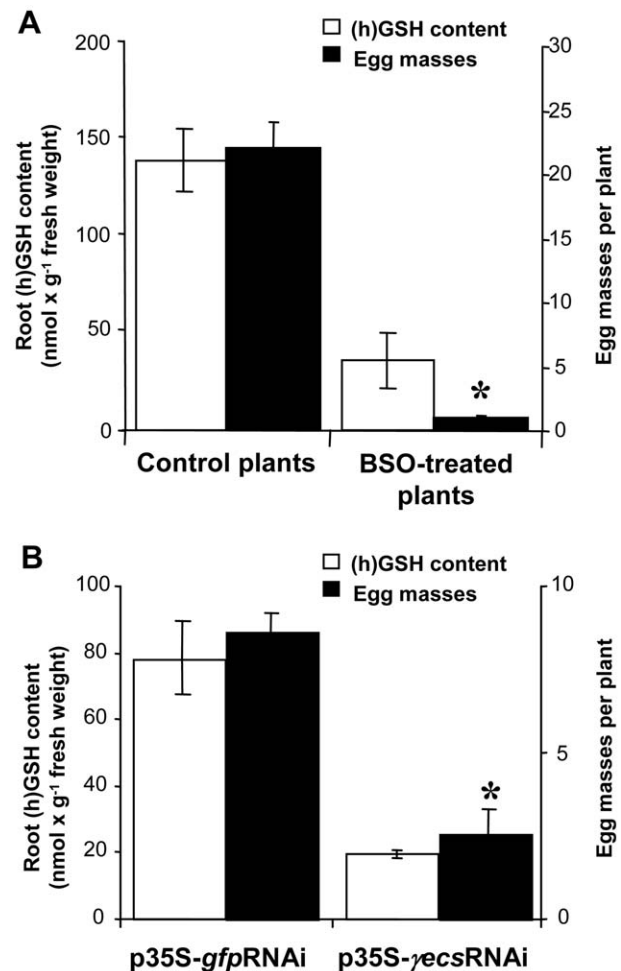 A
(h)GSH content
Egg masses
Root (h)GSH content
(nmol x g⁻¹ fresh weight)
200
150
100
50
0
30
25
20
15
10
5
0
Egg masses per plant
*
Control plants
BSO-treated
plants
B
(h)GSH content
Egg masses
Root (h)GSH content
(nmol x g⁻¹ fresh weight)
100
80
60
40
20
0
10
5
0
Egg masses per plant
*
p35S-gfpRNAi
p35S-γecsRNAi